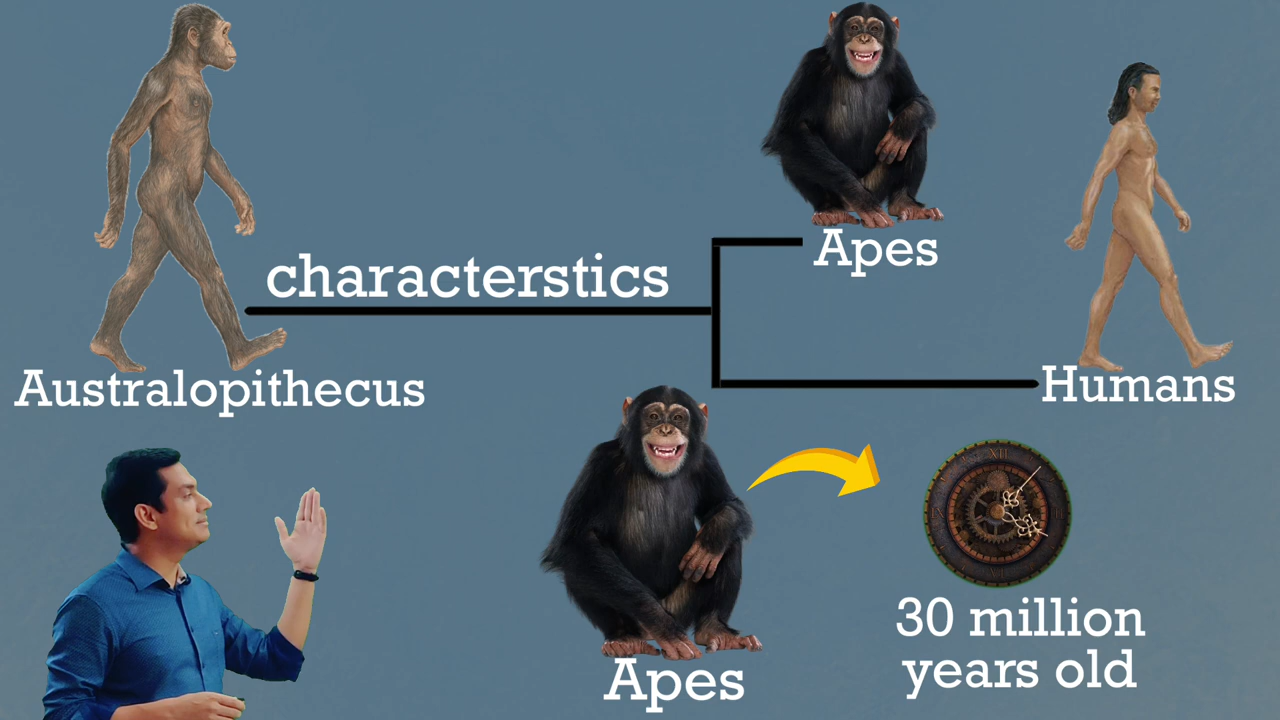 characterstics
Apes
Australopithecus
Humans
Apes
30 million
years old